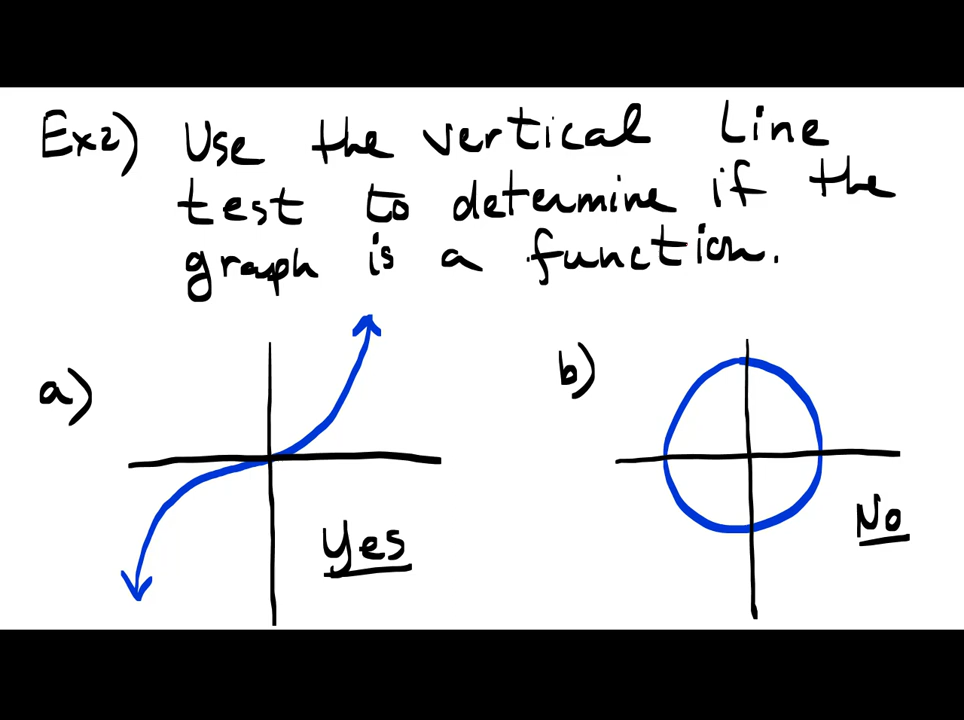 Ex2) Use the vertical Line
test to determine if the
graph is a function.
a)
b)
Yes
No